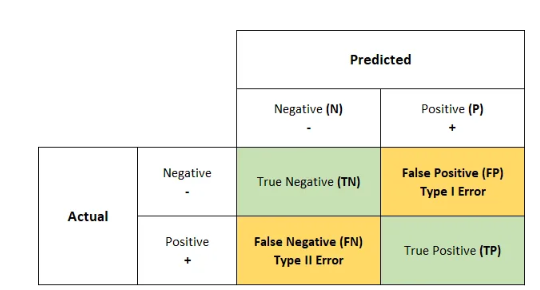 Predicted
Negative (N)
-
Positive (P)
+
Actual
Negative
-
True Negative (TN)
False Positive (FP)
Type I Error
Positive
+
False Negative (FN)
Type II Error
True Positive (TP)